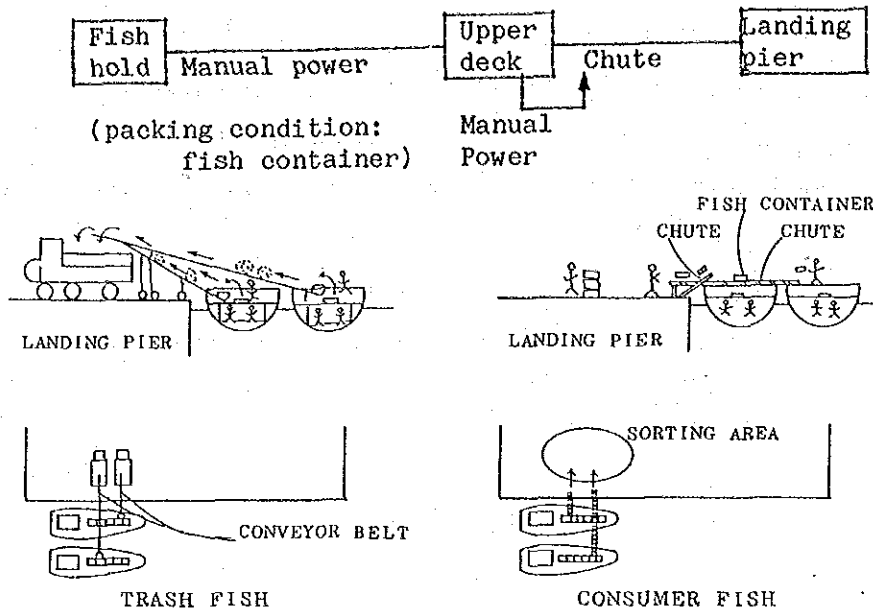 Fish hold
Manual power
Upper deck
Chute
Landing pier
(packing condition:
fish container)
Manual
Power
FISH CONTAINER
CHUTE
CHUTE
LANDING PIER
LANDING PIER
SORTING AREA
CONVEYOR BELT
TRASH FISH
CONSUMER FISH